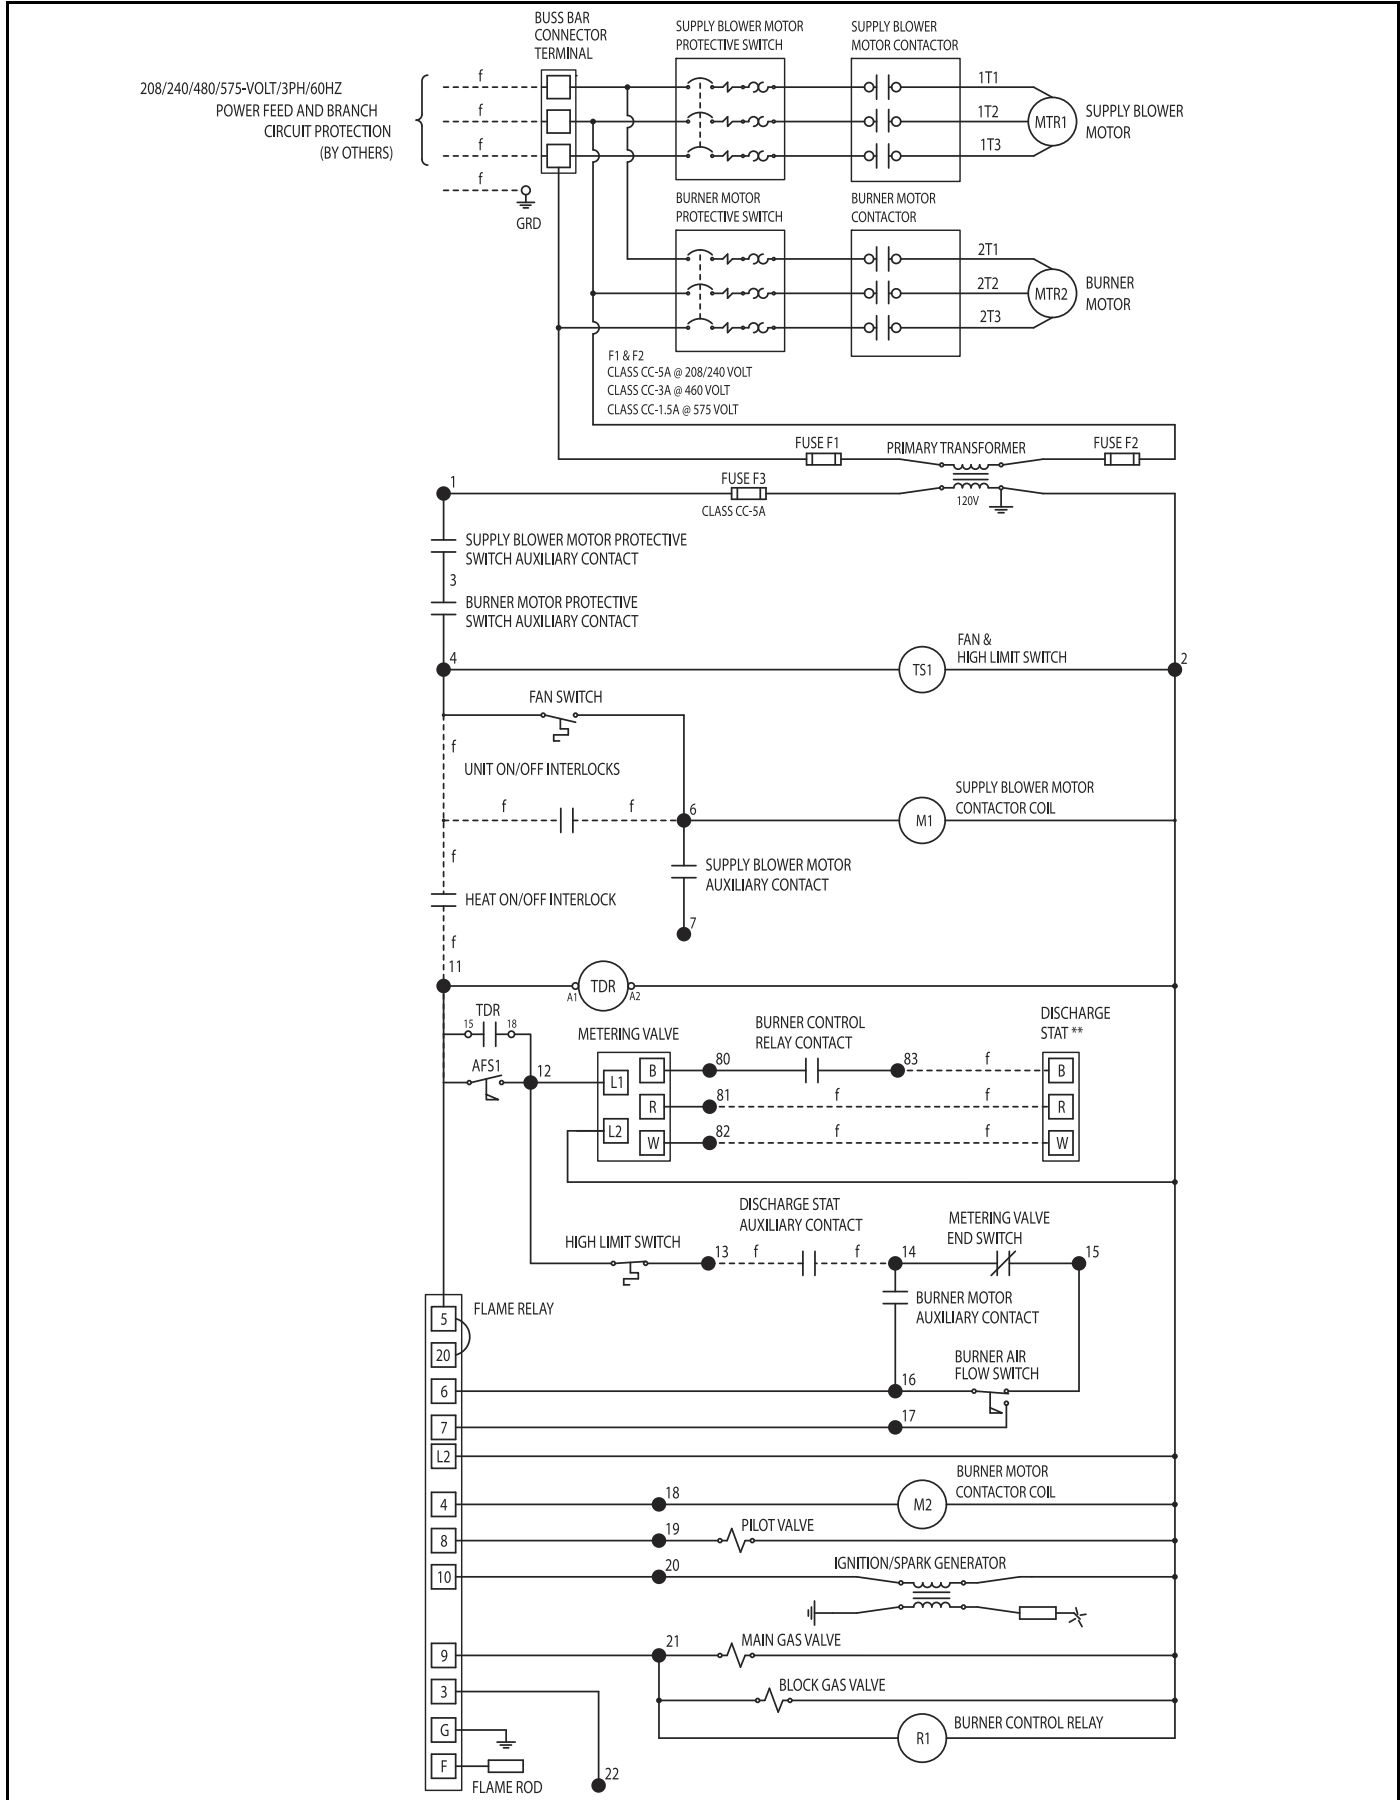 BUSS BAR
CONNECTOR
TERMINAL
SUPPLY BLOWER MOTOR
PROTECTIVE SWITCH
SUPPLY BLOWER
MOTOR CONTACTOR
208/240/480/575-VOLT/3PH/60HZ
POWER FEED AND BRANCH
CIRCUIT PROTECTION
(BY OTHERS)
f
f
f
f
GRD
1T1
1T2
1T3
MTR1
SUPPLY BLOWER
MOTOR
BURNER MOTOR
PROTECTIVE SWITCH
BURNER MOTOR
CONTACTOR
2T1
2T2
2T3
MTR2
BURNER
MOTOR
F1 & F2
CLASS CC-5A @ 208/240 VOLT
CLASS CC-3A @ 460 VOLT
CLASS CC-1.5A @ 575 VOLT
FUSE F1
PRIMARY TRANSFORMER
FUSE F2
1
FUSE F3
CLASS CC-5A
120V
SUPPLY BLOWER MOTOR PROTECTIVE
SWITCH AUXILIARY CONTACT
3
BURNER MOTOR PROTECTIVE
SWITCH AUXILIARY CONTACT
4
TS1
FAN &
HIGH LIMIT SWITCH
2
FAN SWITCH
f
UNIT ON/OFF INTERLOCKS
f
f
6
M1
SUPPLY BLOWER MOTOR
CONTACTOR COIL
f
SUPPLY BLOWER MOTOR
AUXILIARY CONTACT
HEAT ON/OFF INTERLOCK
7
f
11
A1
TDR
A2
TDR
15
18
AFS1
12
METERING VALVE
L1
L2
B
R
W
80
81
82
BURNER CONTROL
RELAY CONTACT
83
f
f
f
f
f
DISCHARGE
STAT **
B
R
W
HIGH LIMIT SWITCH
13
f
f
DISCHARGE STAT
AUXILIARY CONTACT
14
METERING VALVE
END SWITCH
15
BURNER MOTOR
AUXILIARY CONTACT
FLAME RELAY
5
20
6
16
BURNER AIR
FLOW SWITCH
7
17
L2
4
18
M2
BURNER MOTOR
CONTACTOR COIL
8
19
PILOT VALVE
10
20
IGNITION/SPARK GENERATOR
9
21
MAIN GAS VALVE
3
BLOCK GAS VALVE
G
R1
BURNER CONTROL RELAY
F
FLAME ROD
22